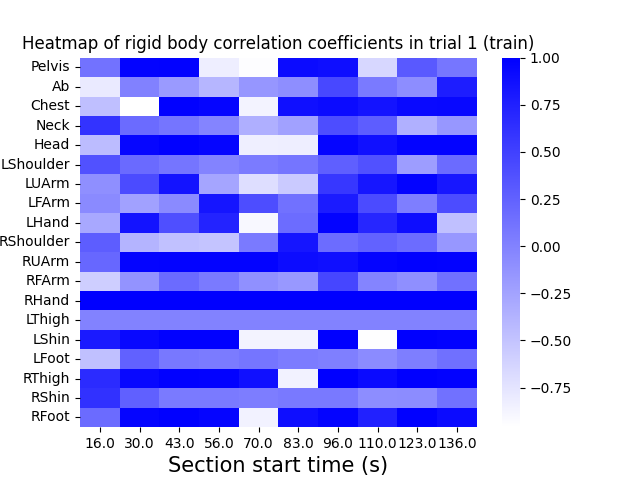 Heatmap of rigid body correlation coefficients in trial 1 (train)
Pelvis
Ab
Chest
Neck
Head
LShoulder
LUArm
LFArm
LHand
RShoulder
RUArm
RFArm
RHand
LThigh
LShin
LFoot
RThigh
RShin
RFoot
16.0 30.0 43.0 56.0 70.0 83.0 96.0 110.0 123.0 136.0
Section start time (s)
1.00
0.75
0.50
0.25
0.00
−0.25
−0.50
−0.75